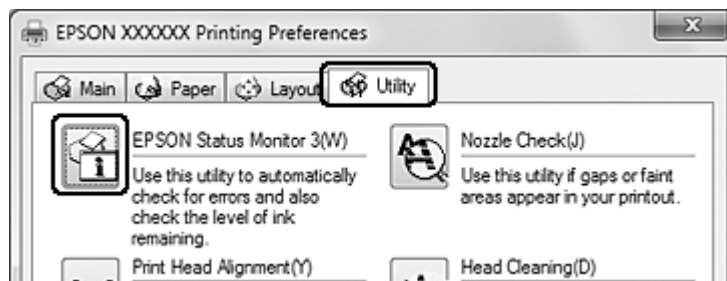 EPSON XXXXXX Printing Preferences
Main Paper Layout Utility
EPSON Status Monitor 3(W)
Use this utility to automatically
check for errors and also
check the level of ink
remaining.
Nozzle Check(J)
Use this utility if gaps or faint
areas appear in your printout.
Print Head Alignment(Y)
Head Cleaning(D)